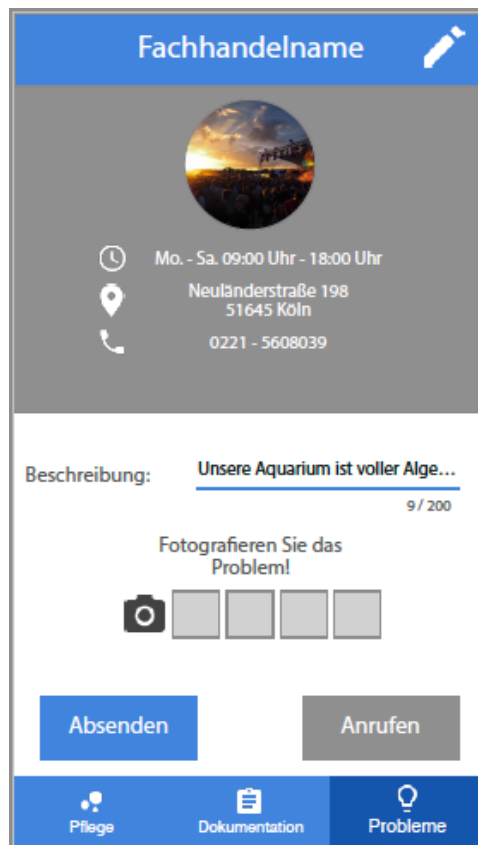 Fachhandelname
Mo. - Sa. 09:00 Uhr - 18:00 Uhr
Neuländerstraße 198
51645 Köln
0221 - 5608039
Beschreibung:
Unsere Aquarium ist voller Alge...
9 / 200
Fotografieren Sie das
Problem!
Absenden
Anrufen
Pflege
Dokumentation
Probleme